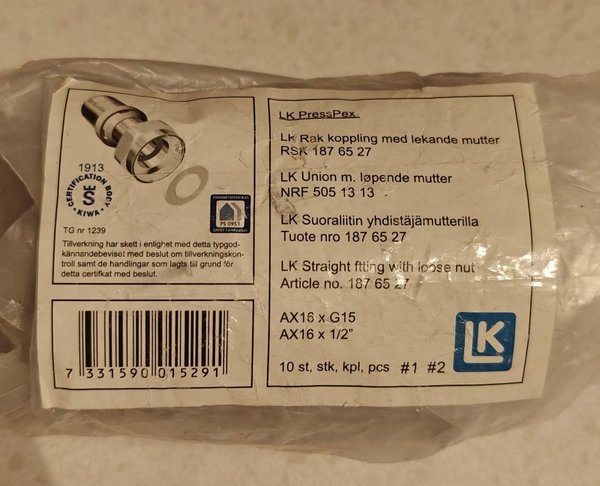 1913
CERTIFICATION BODY
KIWA
PS 0951
TG nr 1239
Tillverkning har skett i enlighet med detta typgod-
kännandebeviset med beslut om tillverkningskon-
troll samt de handlingar som lagts till grund för
detta certifkat med beslut.
7 331590 015291
LK PressPex
LK Rak koppling med lekande mutter
RSK 187 65 27
LK Union m. løpende mutter
NRF 505 13 13
LK Suoraliitin yhdistäjämutterilla
Tuote nro 187 65 27
LK Straight ftting with loose nut
Article no. 187 65 27
AX16 x G15
AX16 x 1/2"
10 st, stk, kpl, pcs #1 #2
LK